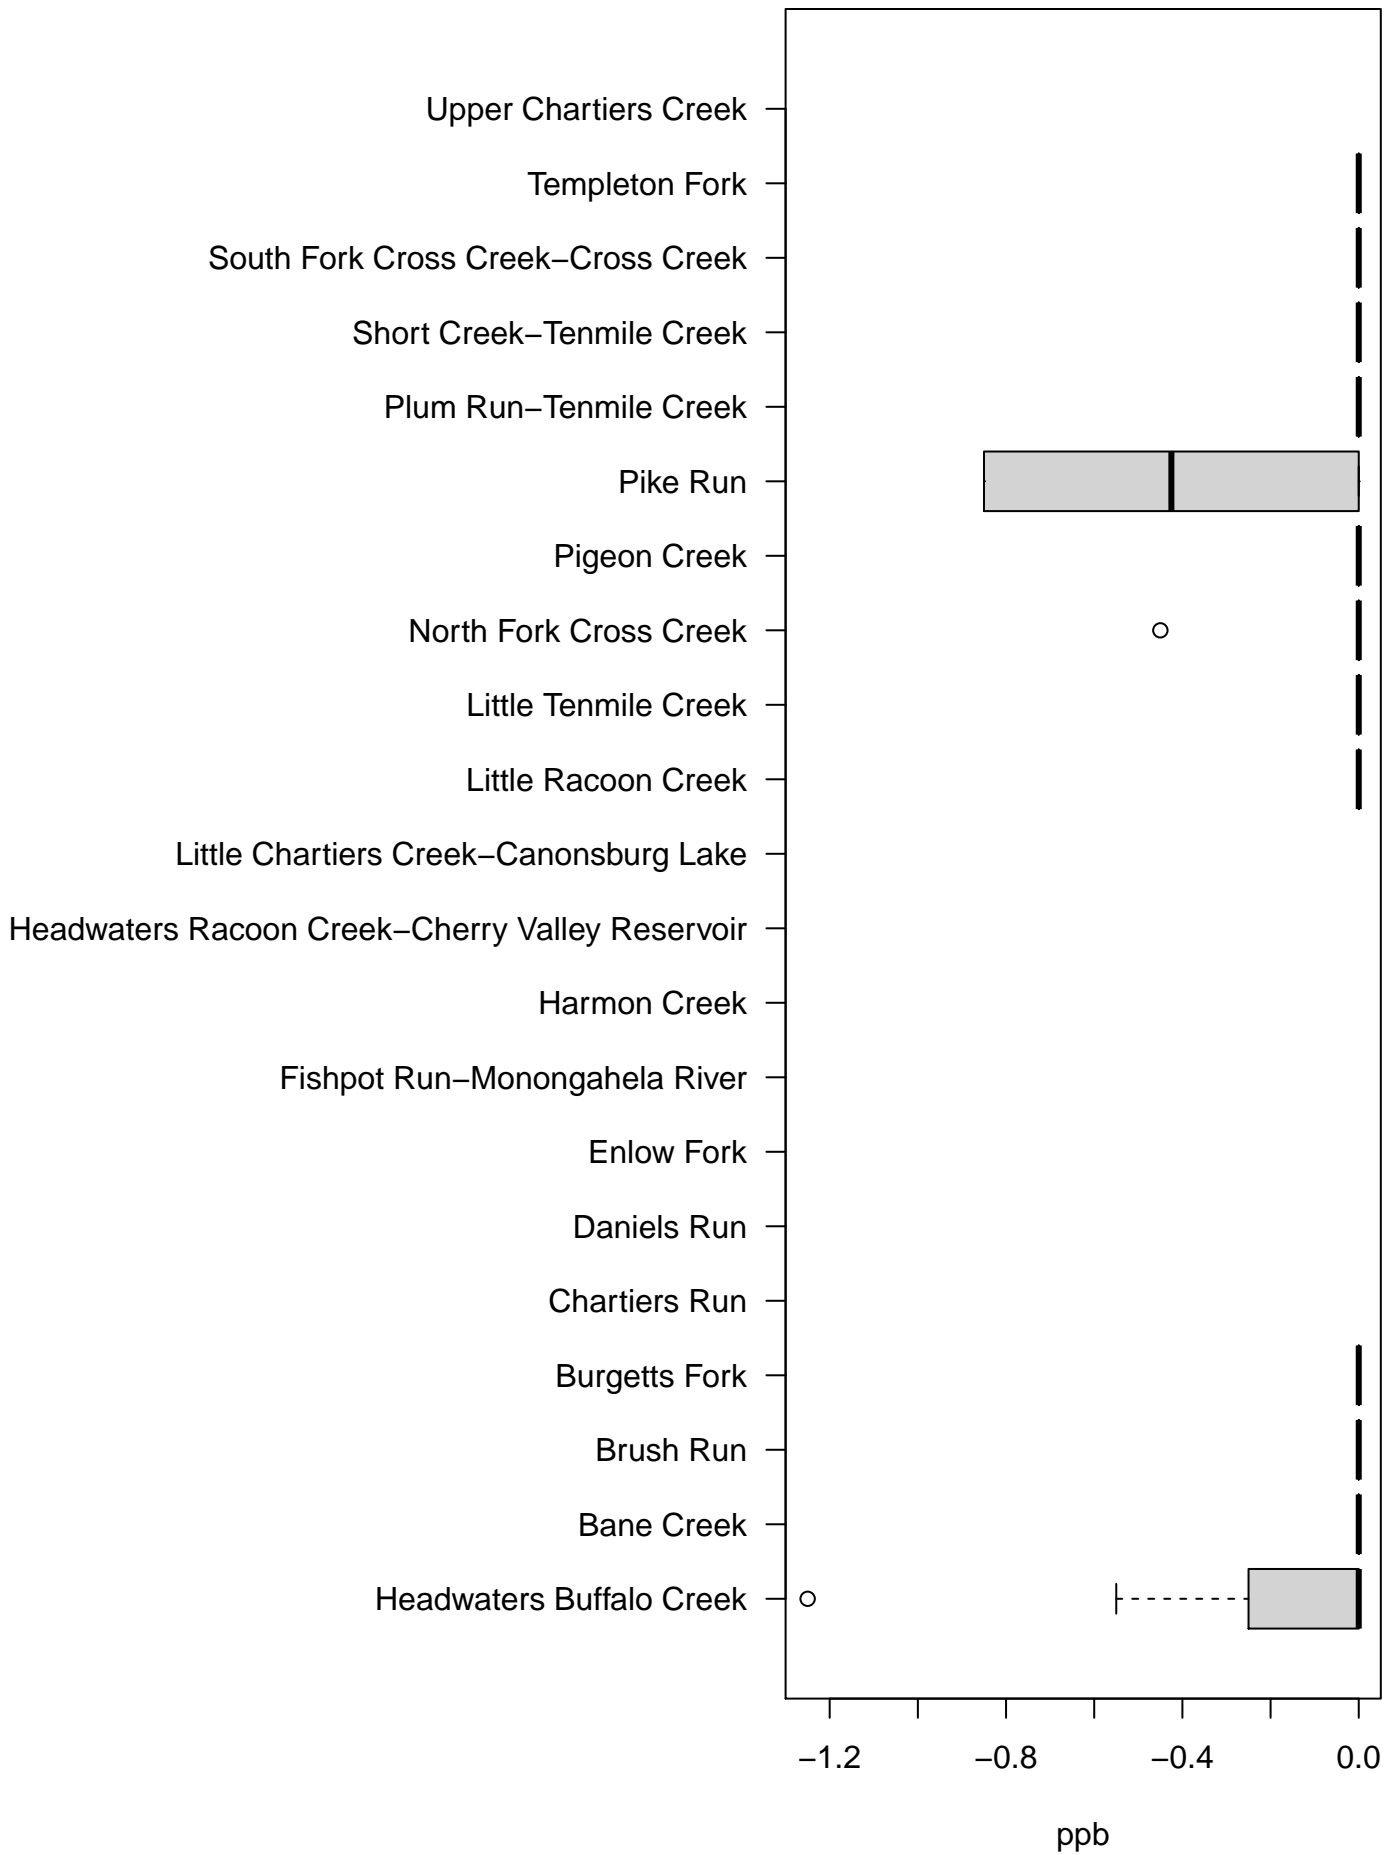 Upper Chartiers Creek
Templeton Fork
South Fork Cross Creek−Cross Creek
Short Creek−Tenmile Creek
Plum Run−Tenmile Creek
Pike Run
Pigeon Creek
North Fork Cross Creek
Little Tenmile Creek
Little Racoon Creek
Little Chartiers Creek−Canonsburg Lake
Headwaters Racoon Creek−Cherry Valley Reservoir
Harmon Creek
Fishpot Run−Monongahela River
Enlow Fork
Daniels Run
Chartiers Run
Burgetts Fork
Brush Run
Bane Creek
Headwaters Buffalo Creek
−1.2 −0.8 −0.4 0.0
ppb